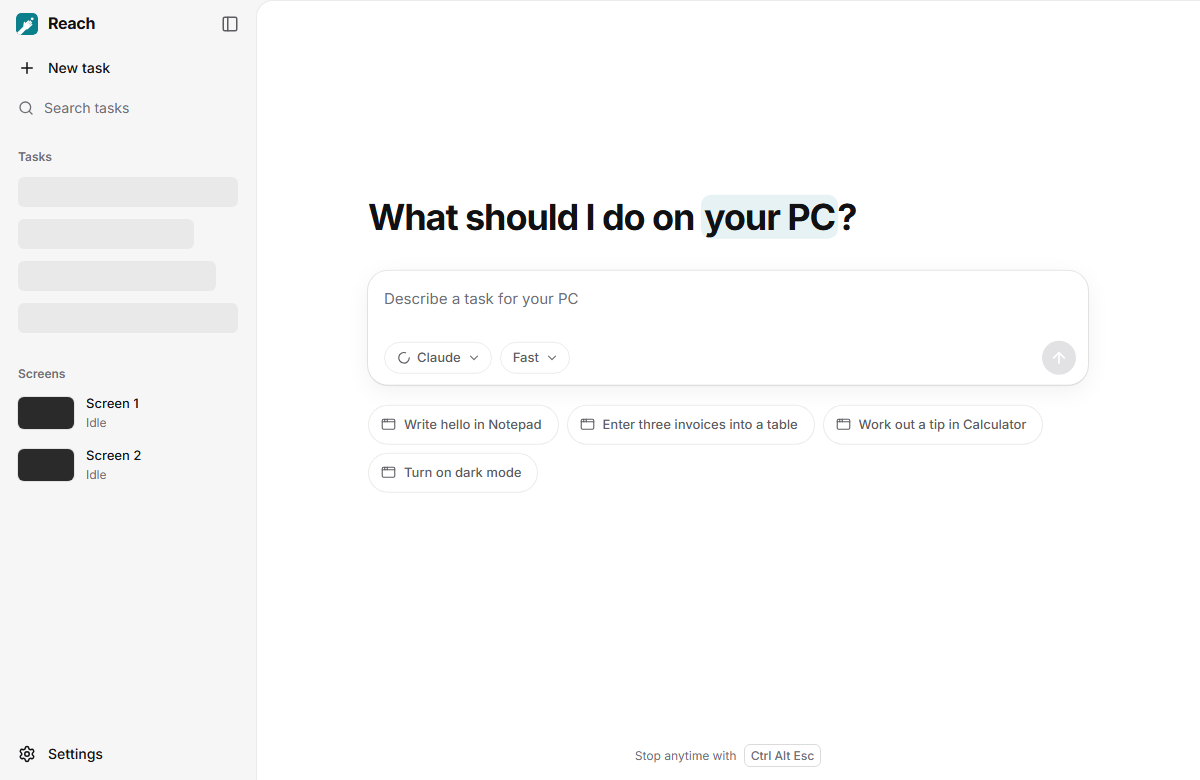 Reach
New task
Search tasks
Tasks
Screens
Screen 1
Idle
Screen 2
Idle
Settings
What should I do on your PC?
Describe a task for your PC
Claude
Fast
Write hello in Notepad
Enter three invoices into a table
Work out a tip in Calculator
Turn on dark mode
Stop anytime with Ctrl Alt Esc